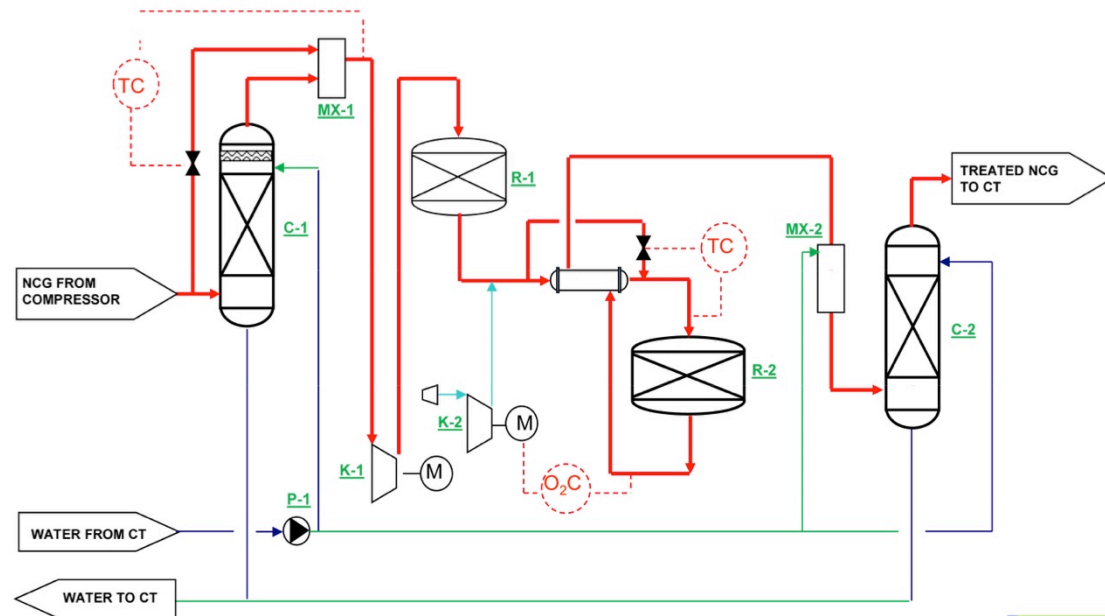 TC
MX-1
R-1
C-1
NCG FROM
COMPRESSOR
TC
MX-2
TREATED NCG
TO CT
C-2
R-2
K-2
M
K-1
M
O₂C
P-1
WATER FROM CT
WATER TO CT